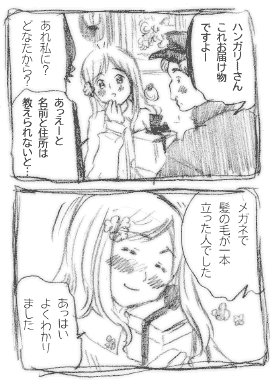 ハンガリーさん
これお届け物
ですよー
あれ私に?
どなたから?
あっえーと
名前と住所は
教えられないと…
メガネで
髪の毛が一本
立った人でした
あっはい
よくわかり
ました